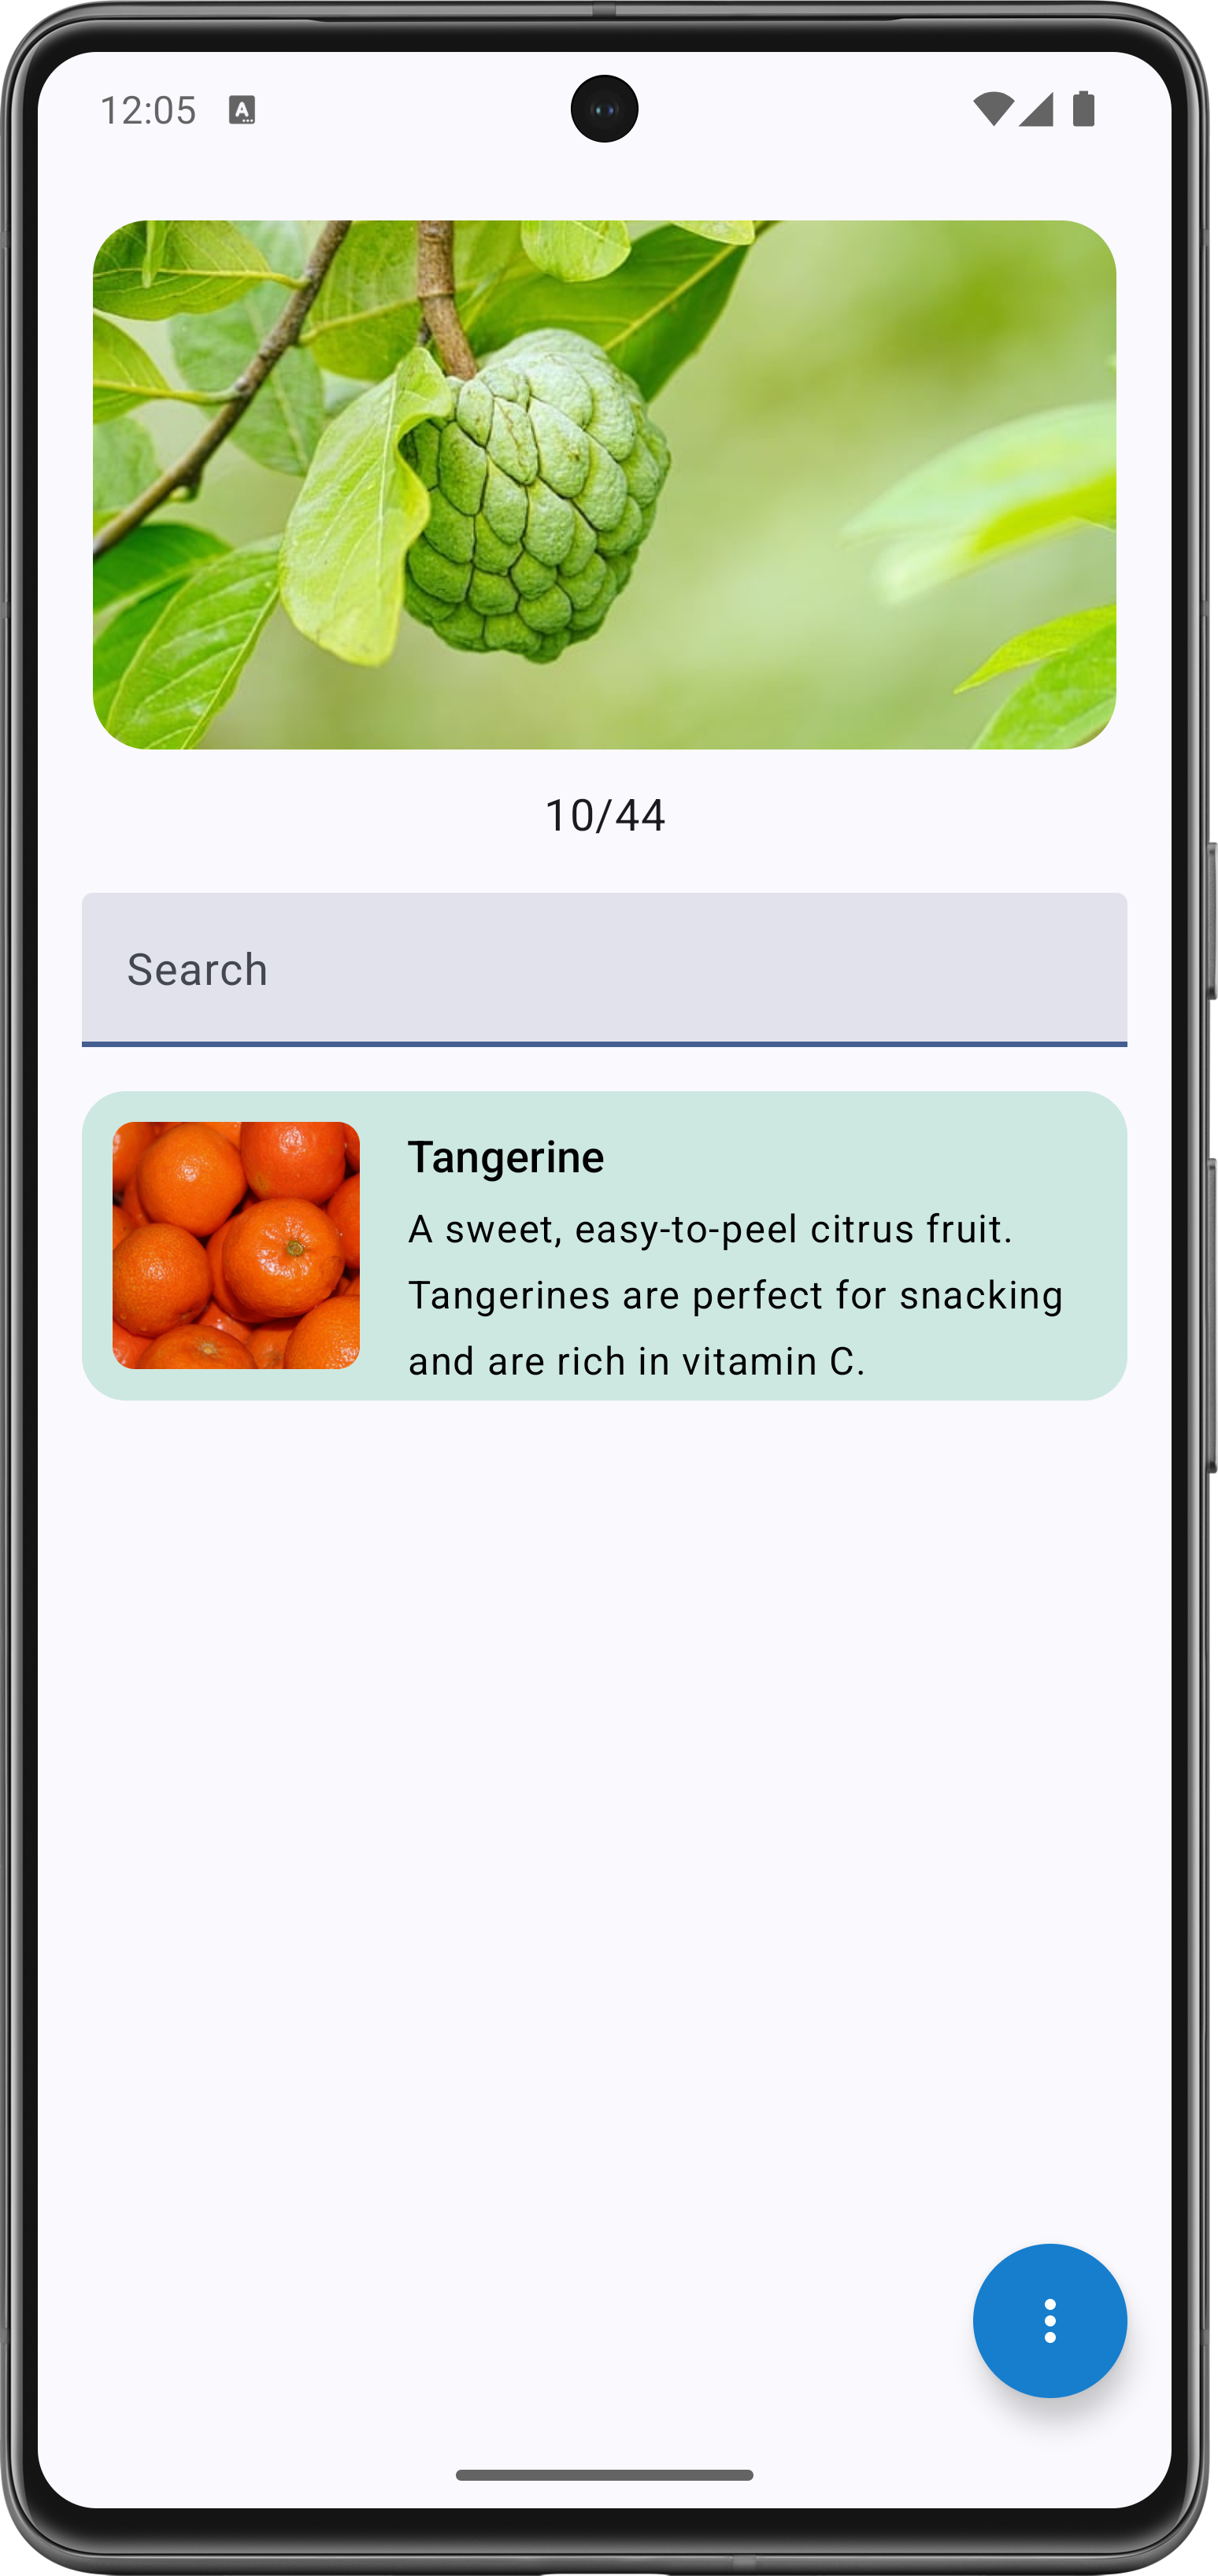 12:05
10/44
Search
Tangerine
A sweet, easy-to-peel citrus fruit.
Tangerines are perfect for snacking
and are rich in vitamin C.